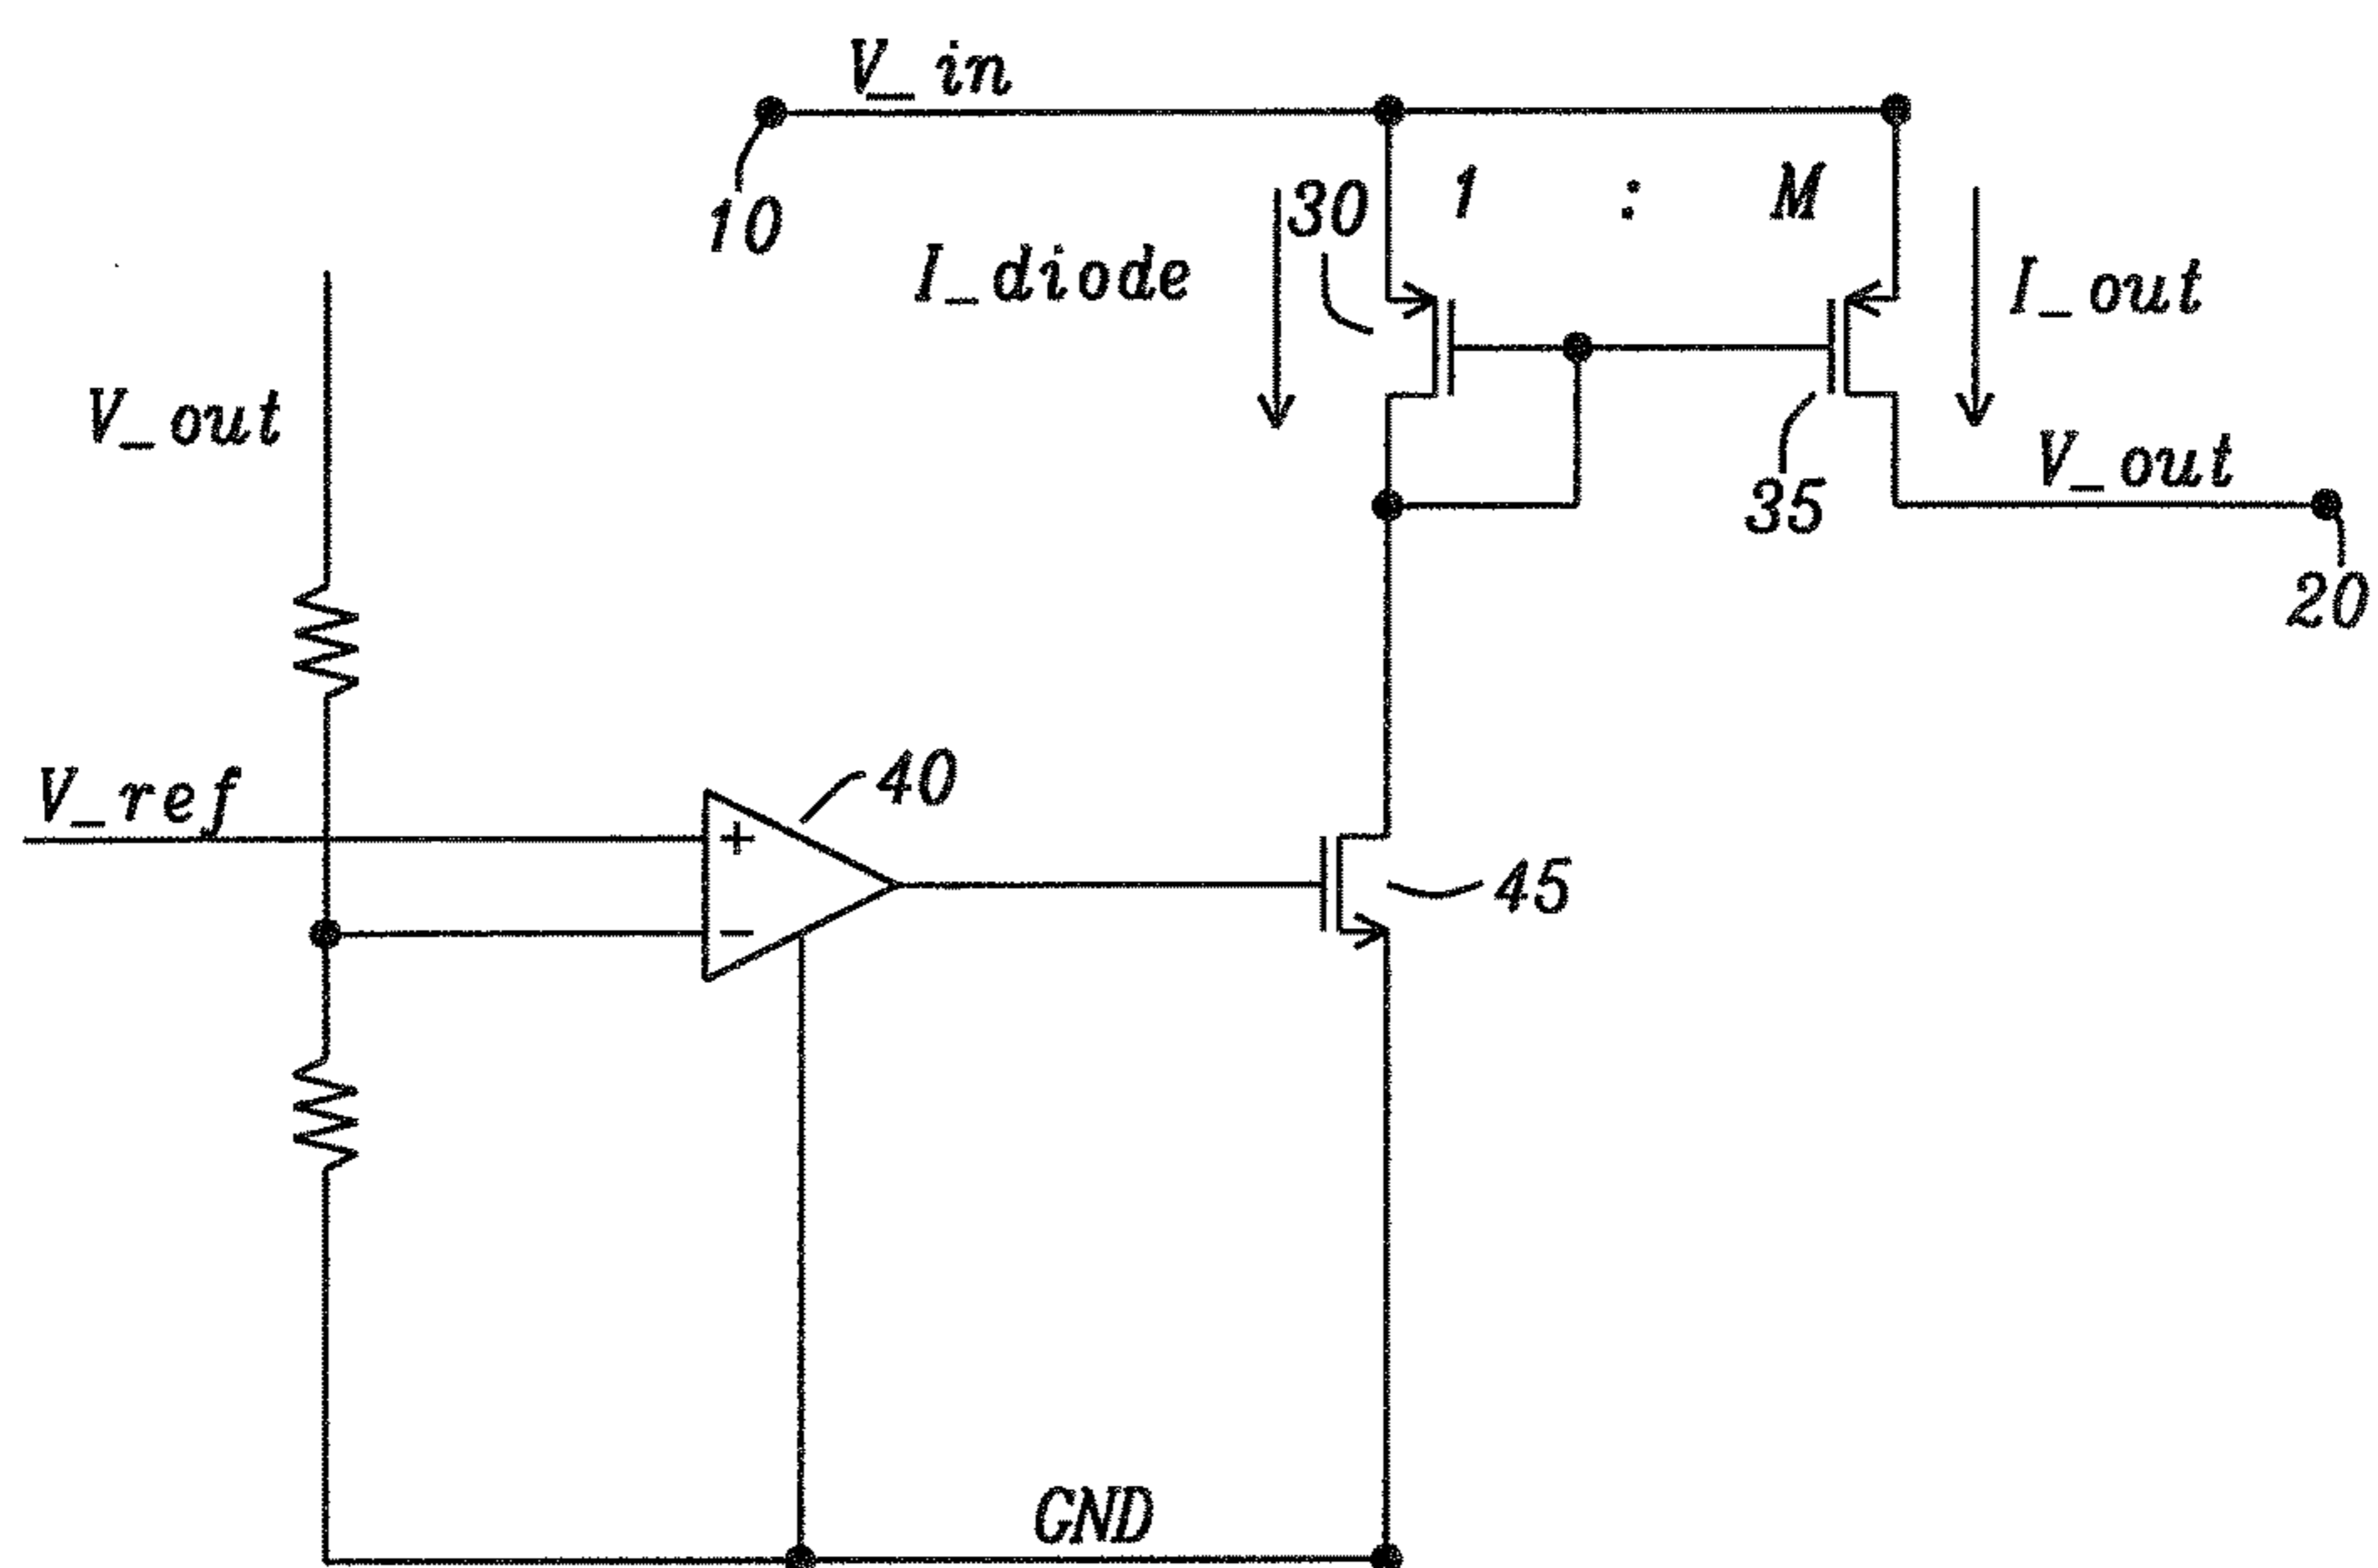 V_in
10
30
1 : M
I_diode
I_out
V_out
V_out
35
20
V_ref
+
40
45
−
GND